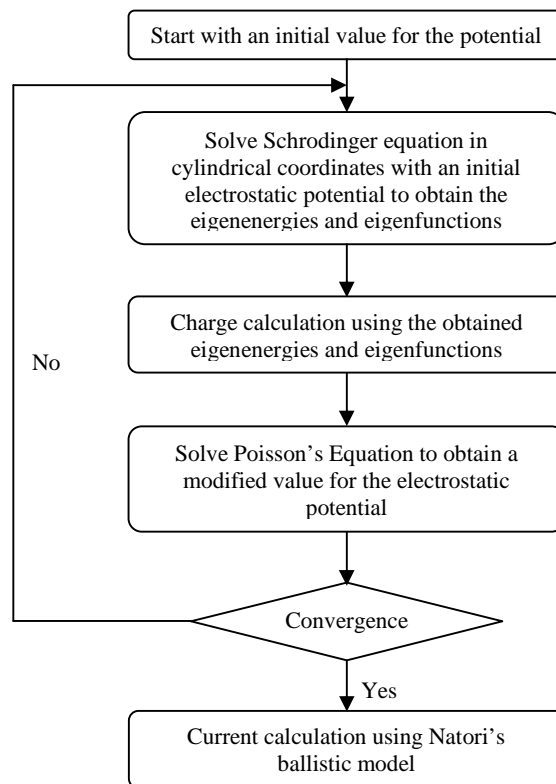 Start with an initial value for the potential
Solve Schrodinger equation in
cylindrical coordinates with an initial
electrostatic potential to obtain the
eigenenergies and eigenfunctions
Charge calculation using the obtained
eigenenergies and eigenfunctions
No
Solve Poisson's Equation to obtain a
modified value for the electrostatic
potential
Convergence
Yes
Current calculation using Natori's
ballistic model